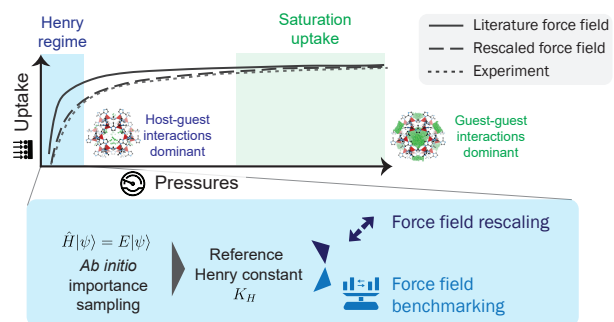 Henry
regime
Saturation
uptake
Literature force field
Rescaled force field
Experiment
Uptake
Host-guest
interactions
dominant
Guest-guest
interactions
dominant
Pressures
Ĥ|ψ⟩ = E|ψ⟩
Ab initio
importance
sampling
Reference
Henry constant
K_H
Force field rescaling
Force field
benchmarking